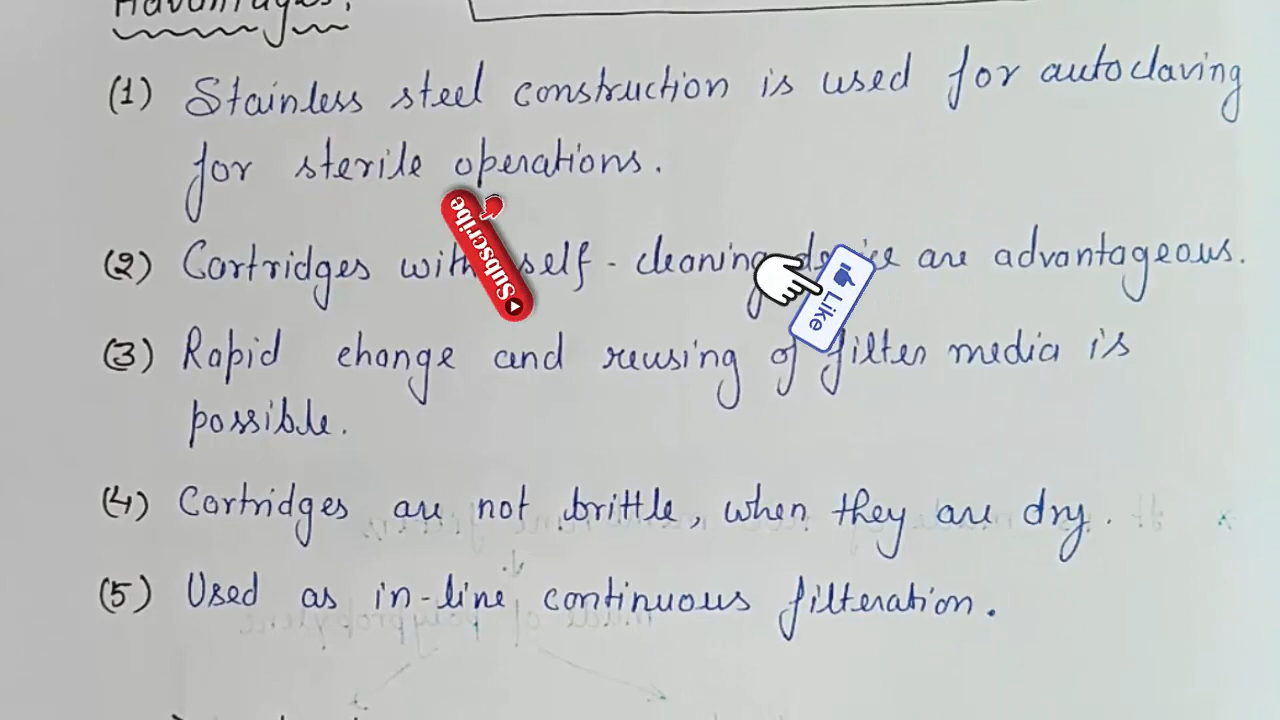 Advantages:
(1) Stainless steel construction is used for autoclaving
for sterile operations.
(2) Cartridges with self-cleaning device are advantageous.
(3) Rapid change and reusing of filter media is
possible.
(4) Cartridges are not brittle, when they are dry.
(5) Used as in-line continuous filteration.
Subscribe
Like